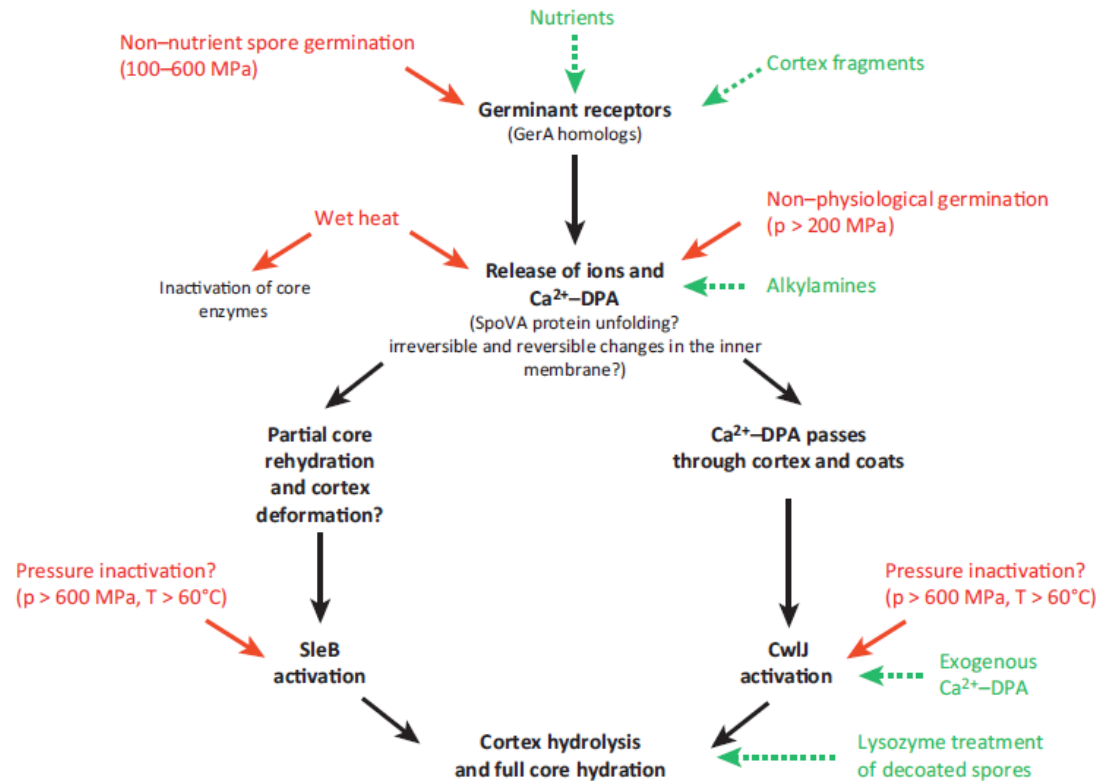 Nutrients
Non–nutrient spore germination
(100–600 MPa)
Cortex fragments
Germinant receptors
(GerA homologs)
Wet heat
Non–physiological germination
(p > 200 MPa)
Release of ions and
Ca²⁺–DPA
(SpoVA protein unfolding?
irreversible and reversible changes in the inner
membrane?)
Alkylamines
Inactivation of core
enzymes
Partial core
rehydration
and cortex
deformation?
Ca²⁺–DPA passes
through cortex and coats
Pressure inactivation?
(p > 600 MPa, T > 60°C)
Pressure inactivation?
(p > 600 MPa, T > 60°C)
SleB
activation
CwlJ
activation
Exogenous
Ca²⁺–DPA
Cortex hydrolysis
and full core hydration
Lysozyme treatment
of decoated spores